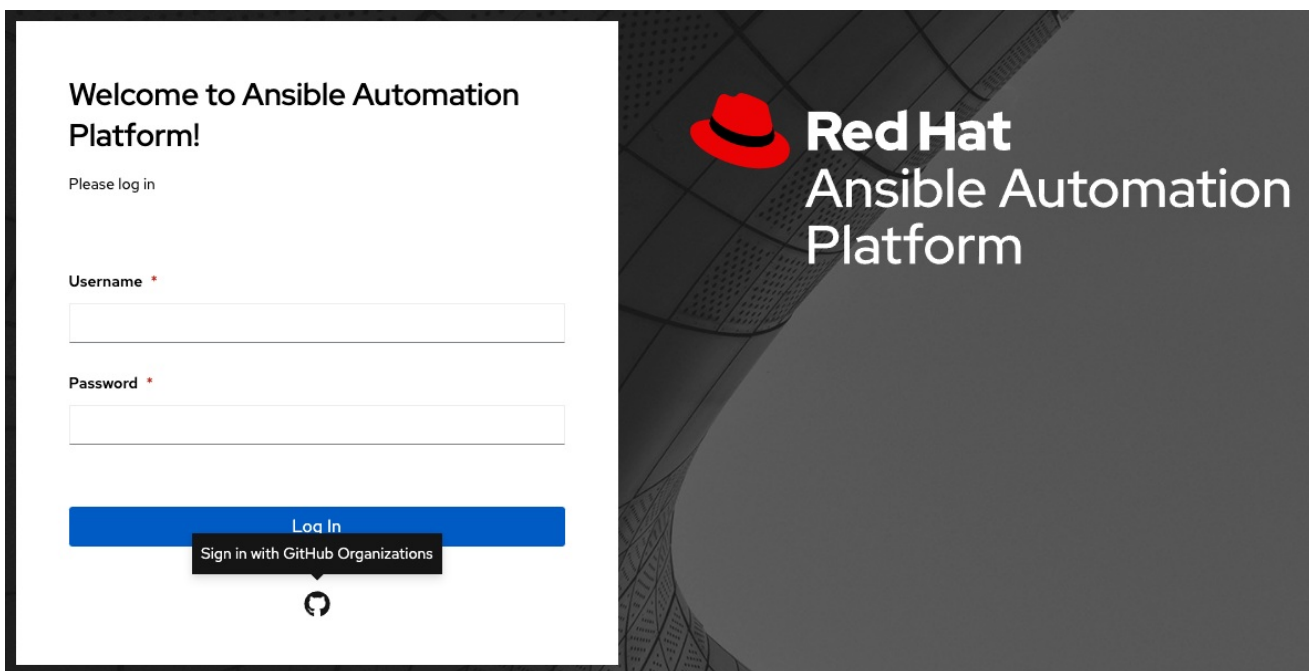 Welcome to Ansible Automation
Platform!
Please log in
Username *
Password *
Log In
Sign in with GitHub Organizations
Red Hat
Ansible Automation
Platform